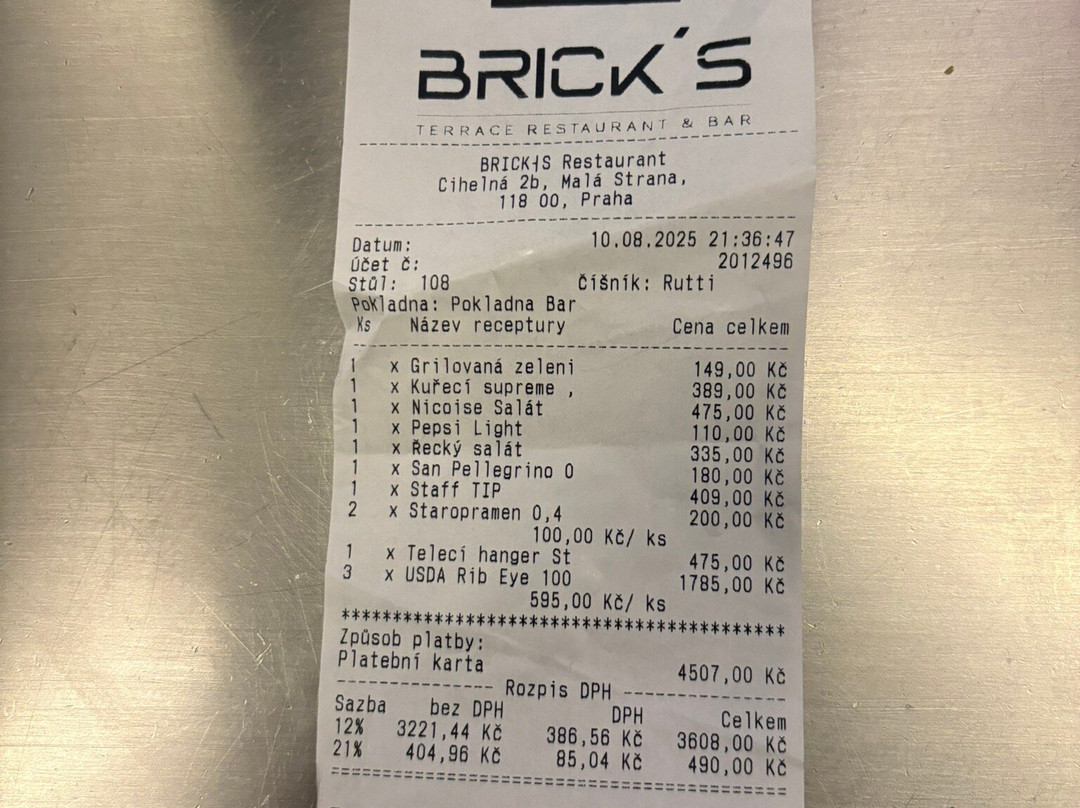 BRICK'S
TERRACE RESTAURANT & BAR
BRICK┤S Restaurant
Cihelná 2b, Malá Strana,
118 00, Praha
Datum: 10.08.2025 21:36:47
Účet č: 2012496
Stůl: 108 Číšník: Rutti
Pokladna: Pokladna Bar
Ks Název receptury Cena celkem
1 x Grilovaná zeleni 149,00 Kč
1 x Kuřecí supreme , 389,00 Kč
1 x Nicoise Salát 475,00 Kč
1 x Pepsi Light 110,00 Kč
1 x Řecký salát 335,00 Kč
1 x San Pellegrino 0 180,00 Kč
1 x Staff TIP 409,00 Kč
2 x Staropramen 0,4 200,00 Kč
100,00 Kč/ ks
1 x Telecí hanger St 475,00 Kč
3 x USDA Rib Eye 100 1785,00 Kč
595,00 Kč/ ks
******************************************
Způsob platby:
Platební karta 4507,00 Kč
Rozpis DPH
Sazba bez DPH DPH Celkem
12% 3221,44 Kč 386,56 Kč 3608,00 Kč
21% 404,96 Kč 85,04 Kč 490,00 Kč